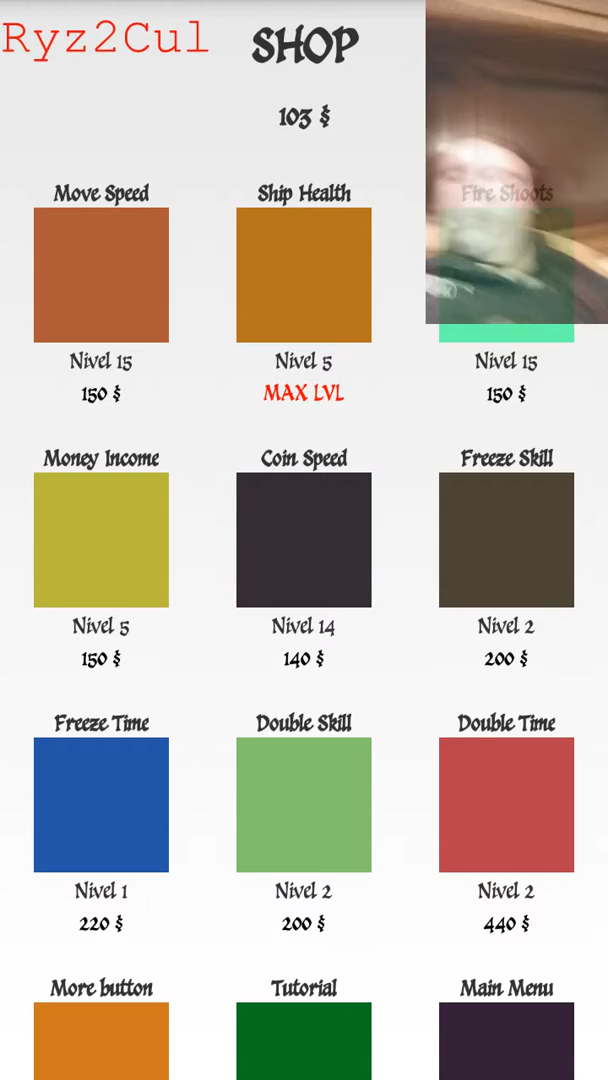 Ryz2Cul
SHOP
103 $
Move Speed
Ship Health
Fire Shoots
Nivel 15
Nivel 5
Nivel 15
150 $
MAX LVL
150 $
Money Income
Coin Speed
Freeze Skill
Nivel 5
Nivel 14
Nivel 2
150 $
140 $
200 $
Freeze Time
Double Skill
Double Time
Nivel 1
Nivel 2
Nivel 2
220 $
200 $
440 $
More button
Tutorial
Main Menu